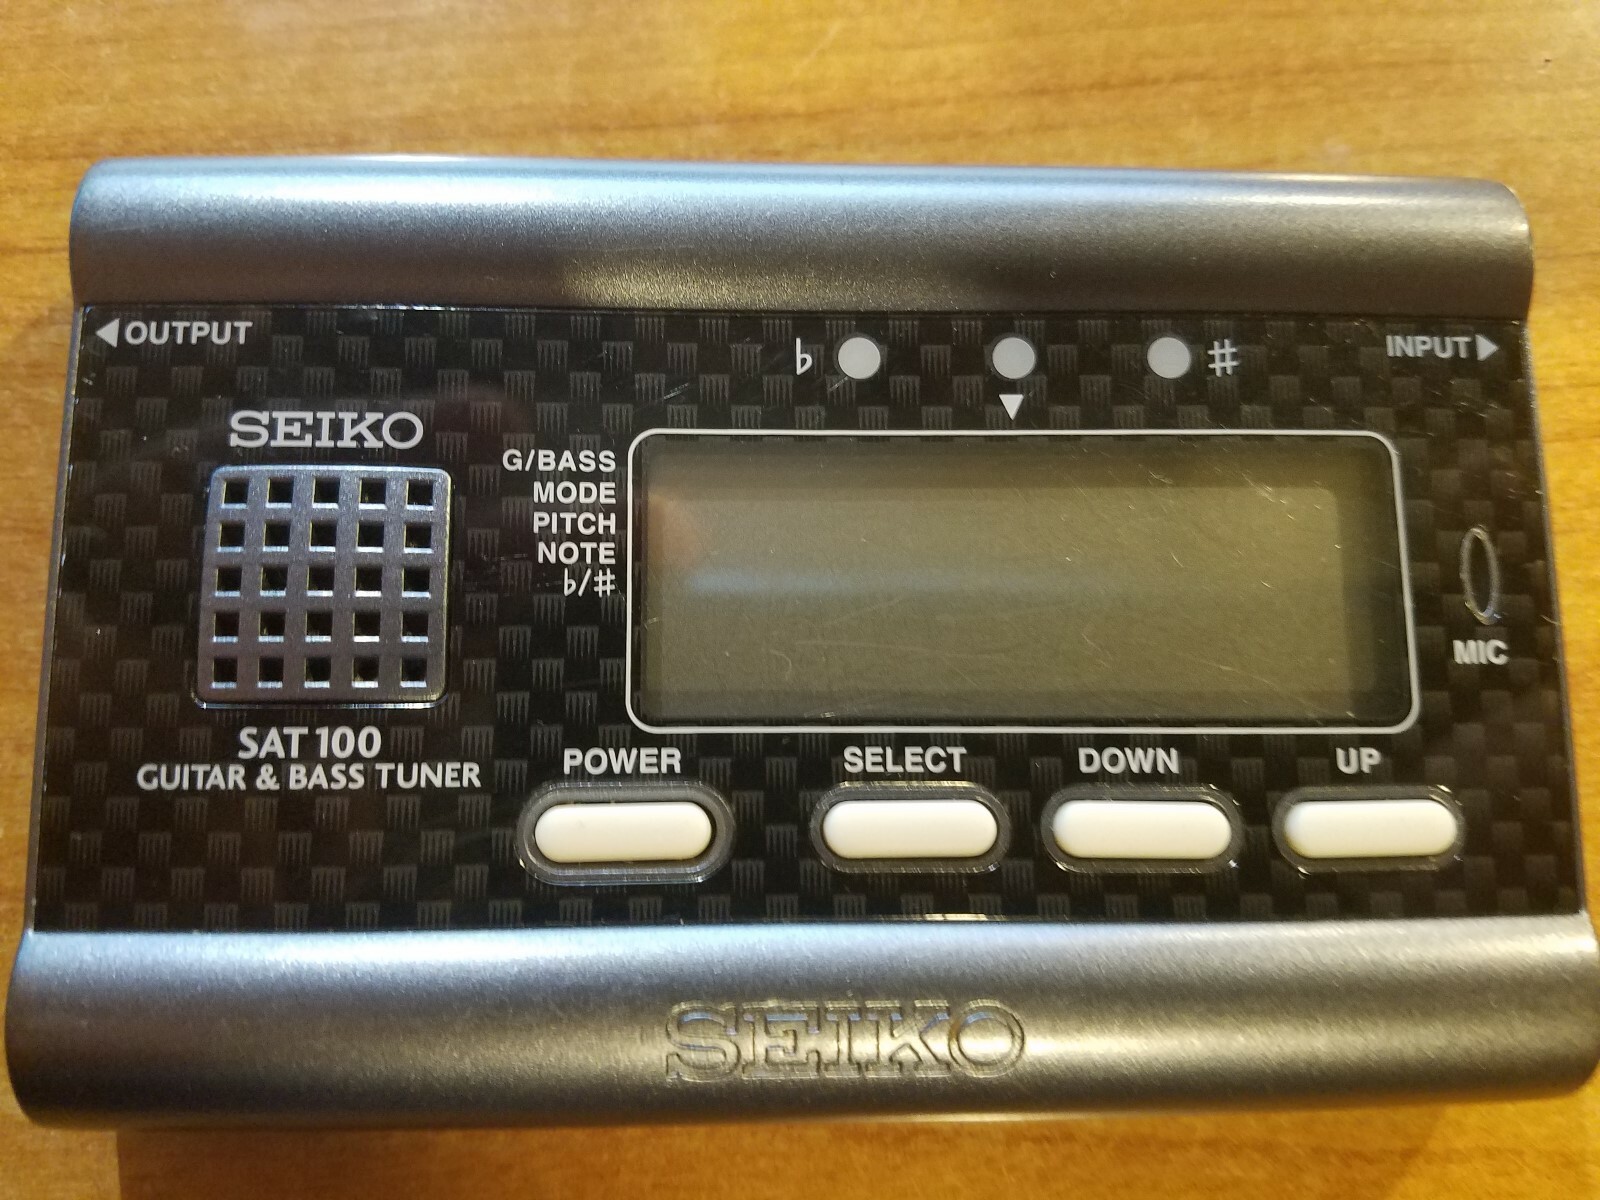 ◀OUTPUT
♭
♯
INPUT▶
SEIKO
G/BASS
MODE
PITCH
NOTE
♭/♯
MIC
SAT 100
GUITAR & BASS TUNER
POWER
SELECT
DOWN
UP
SEIKO